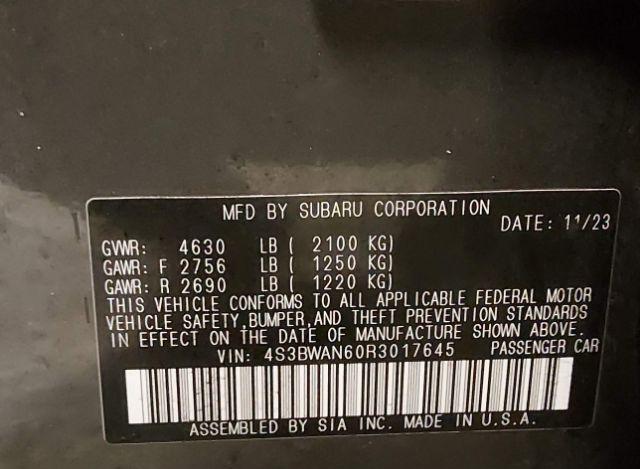 MFD BY SUBARU CORPORATION
DATE: 11/23
GVWR: 4630 LB ( 2100 KG)
GAWR: F 2756 LB ( 1250 KG)
GAWR: R 2690 LB ( 1220 KG)
THIS VEHICLE CONFORMS TO ALL APPLICABLE FEDERAL MOTOR
VEHICLE SAFETY, BUMPER, AND THEFT PREVENTION STANDARDS
IN EFFECT ON THE DATE OF MANUFACTURE SHOWN ABOVE.
VIN: 4S3BWAN60R3017645 PASSENGER CAR
ASSEMBLED BY SIA INC. MADE IN U.S.A.